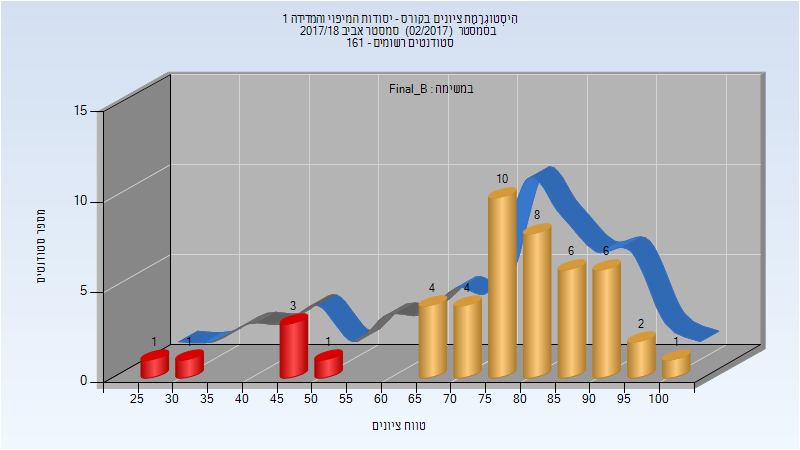 היסטוגרמת ציונים בקורס - יסודות המיפוי והמדידה 1
בסמסטר (02/2017) סמסטר אביב 2017/18
סטודנטים רשומים - 161
במשימה : Final_B
מספר סטודנטים
15
10
5
0
1 1 3 1 4 4 10 8 6 6 2 1
25 30 35 40 45 50 55 60 65 70 75 80 85 90 95 100
טווח ציונים